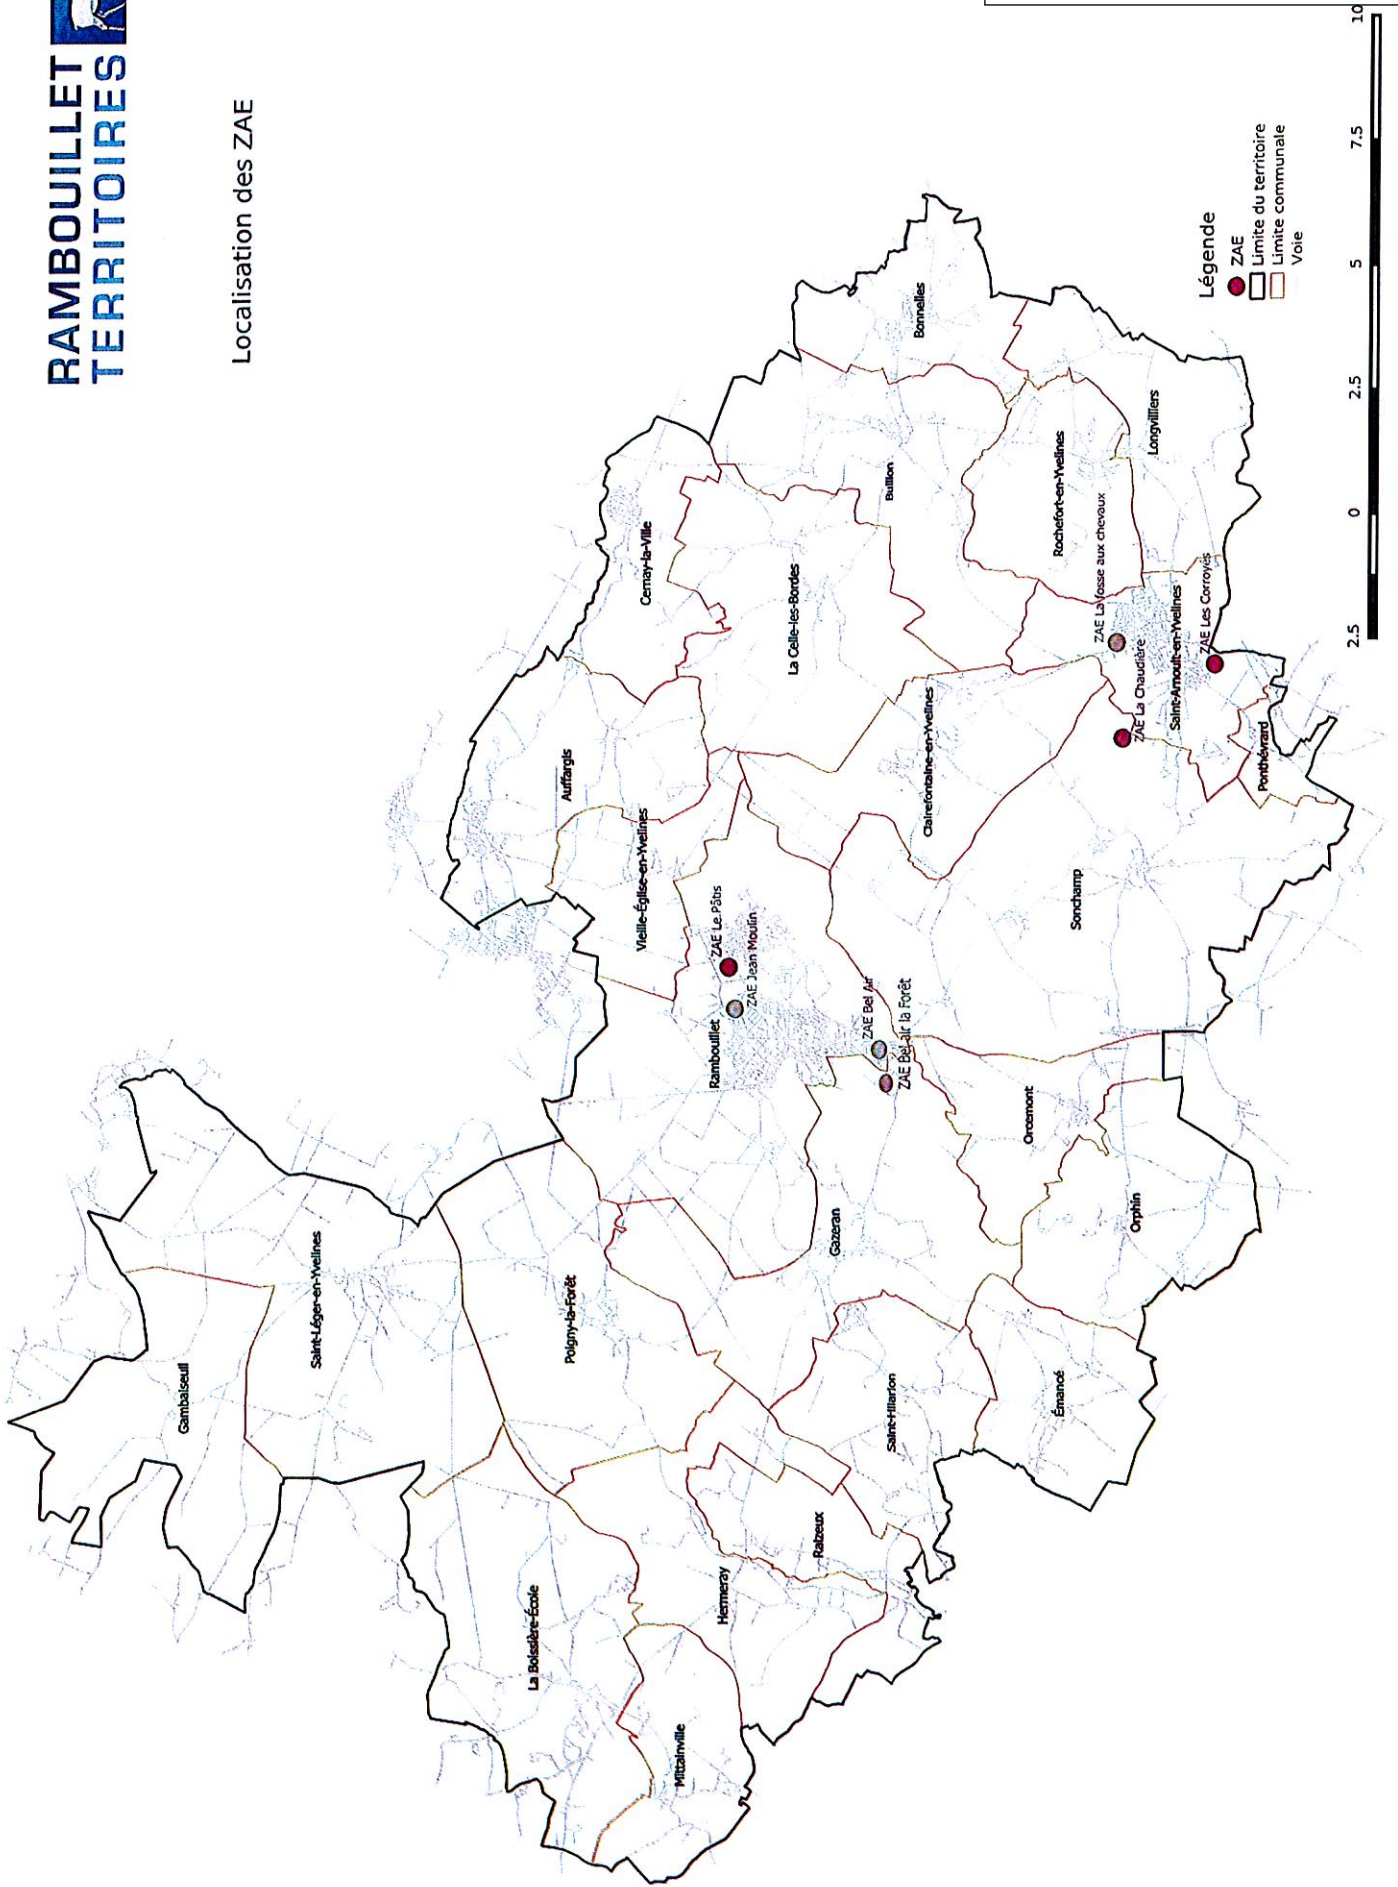 RAMBOUILLET
TERRITOIRES
Localisation des ZAE
Gambaiseuil
Saint-Léger-en-Yvelines
La Boissière-École
Poigny-la-Forêt
Mittainville
Hermeray
Raizeux
Saint-Hilarion
Émancé
Gazeran
Orphin
Orcemont
Rambouillet
ZAE Jean Moulin
ZAE Le Pâtis
ZAE Bel Air
ZAE Bel air la Forêt
Vieille-Église-en-Yvelines
Auffargis
Cernay-la-Ville
La Celle-les-Bordes
Clairefontaine-en-Yvelines
Sonchamp
Bullion
Bonnelles
Rochefort-en-Yvelines
Longvilliers
ZAE La fosse aux chevaux
ZAE La Chaudière
Saint-Arnoult-en-Yvelines
ZAE Les Corroyés
Ponthévrard
Légende
ZAE
Limite du territoire
Limite communale
Voie
2.5 0 2.5 5 7.5 10